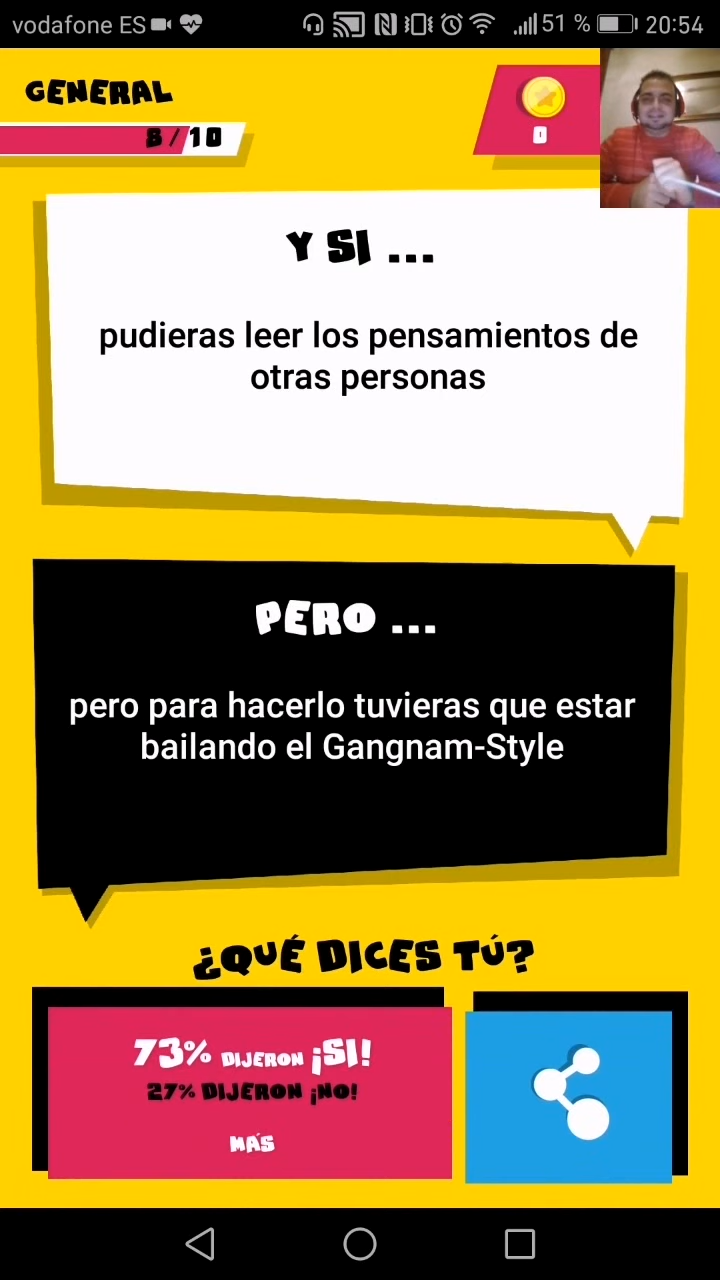 vodafone ES 51 % 20:54
GENERAL
8/10
0
Y SI ...
pudieras leer los pensamientos de
otras personas
PERO ...
pero para hacerlo tuvieras que estar
bailando el Gangnam-Style
¿QUÉ DICES TÚ?
73% DIJERON ¡SI!
27% DIJERON ¡NO!
MÁS